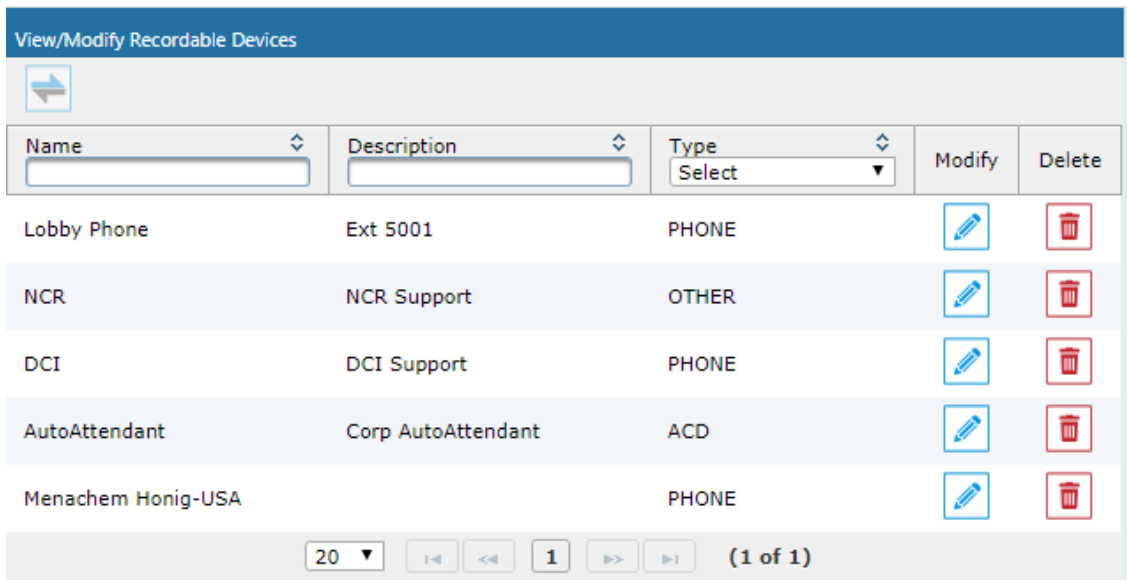 View/Modify Recordable Devices
Name Description Type Modify Delete
Select
Lobby Phone Ext 5001 PHONE
NCR NCR Support OTHER
DCI DCI Support PHONE
AutoAttendant Corp AutoAttendant ACD
Menachem Honig-USA PHONE
20 1 (1 of 1)